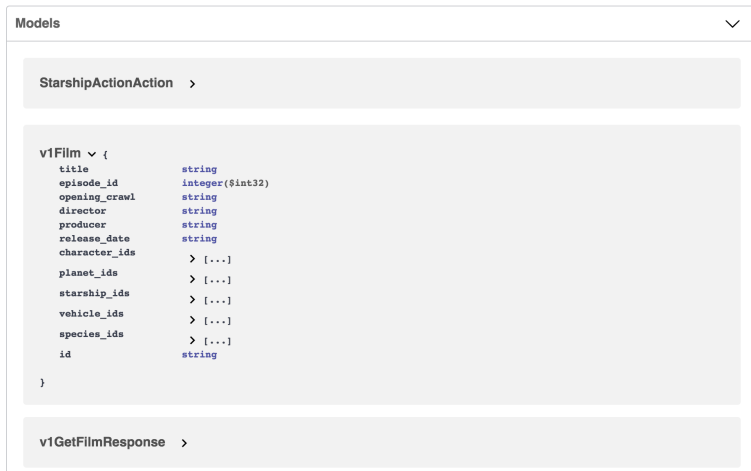 Models
StarshipActionAction
v1Film {
title string
episode_id integer($int32)
opening_crawl string
director string
producer string
release_date string
character_ids [...]
planet_ids [...]
starship_ids [...]
vehicle_ids [...]
species_ids [...]
id string
}
v1GetFilmResponse